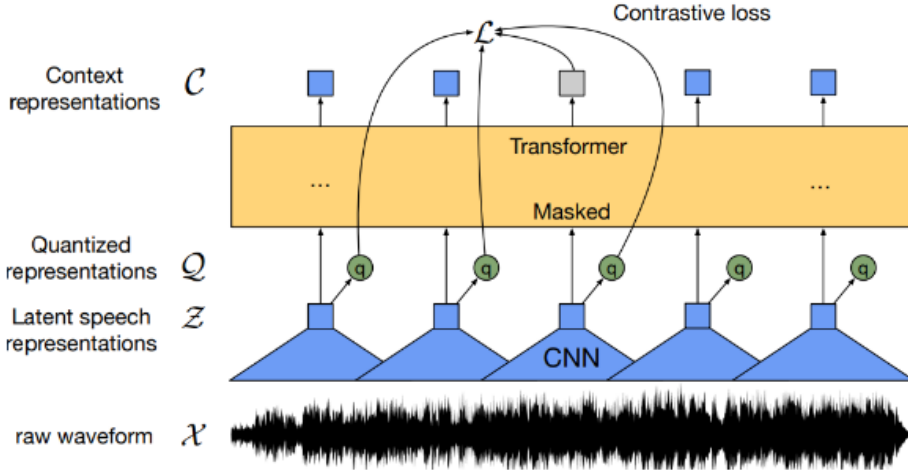 Contrastive loss
ℒ
Context
representations
𝒞
Transformer
...
...
Masked
Quantized
representations
𝒬
q
q
q
q
q
Latent speech
representations
𝒵
CNN
raw waveform
𝒳